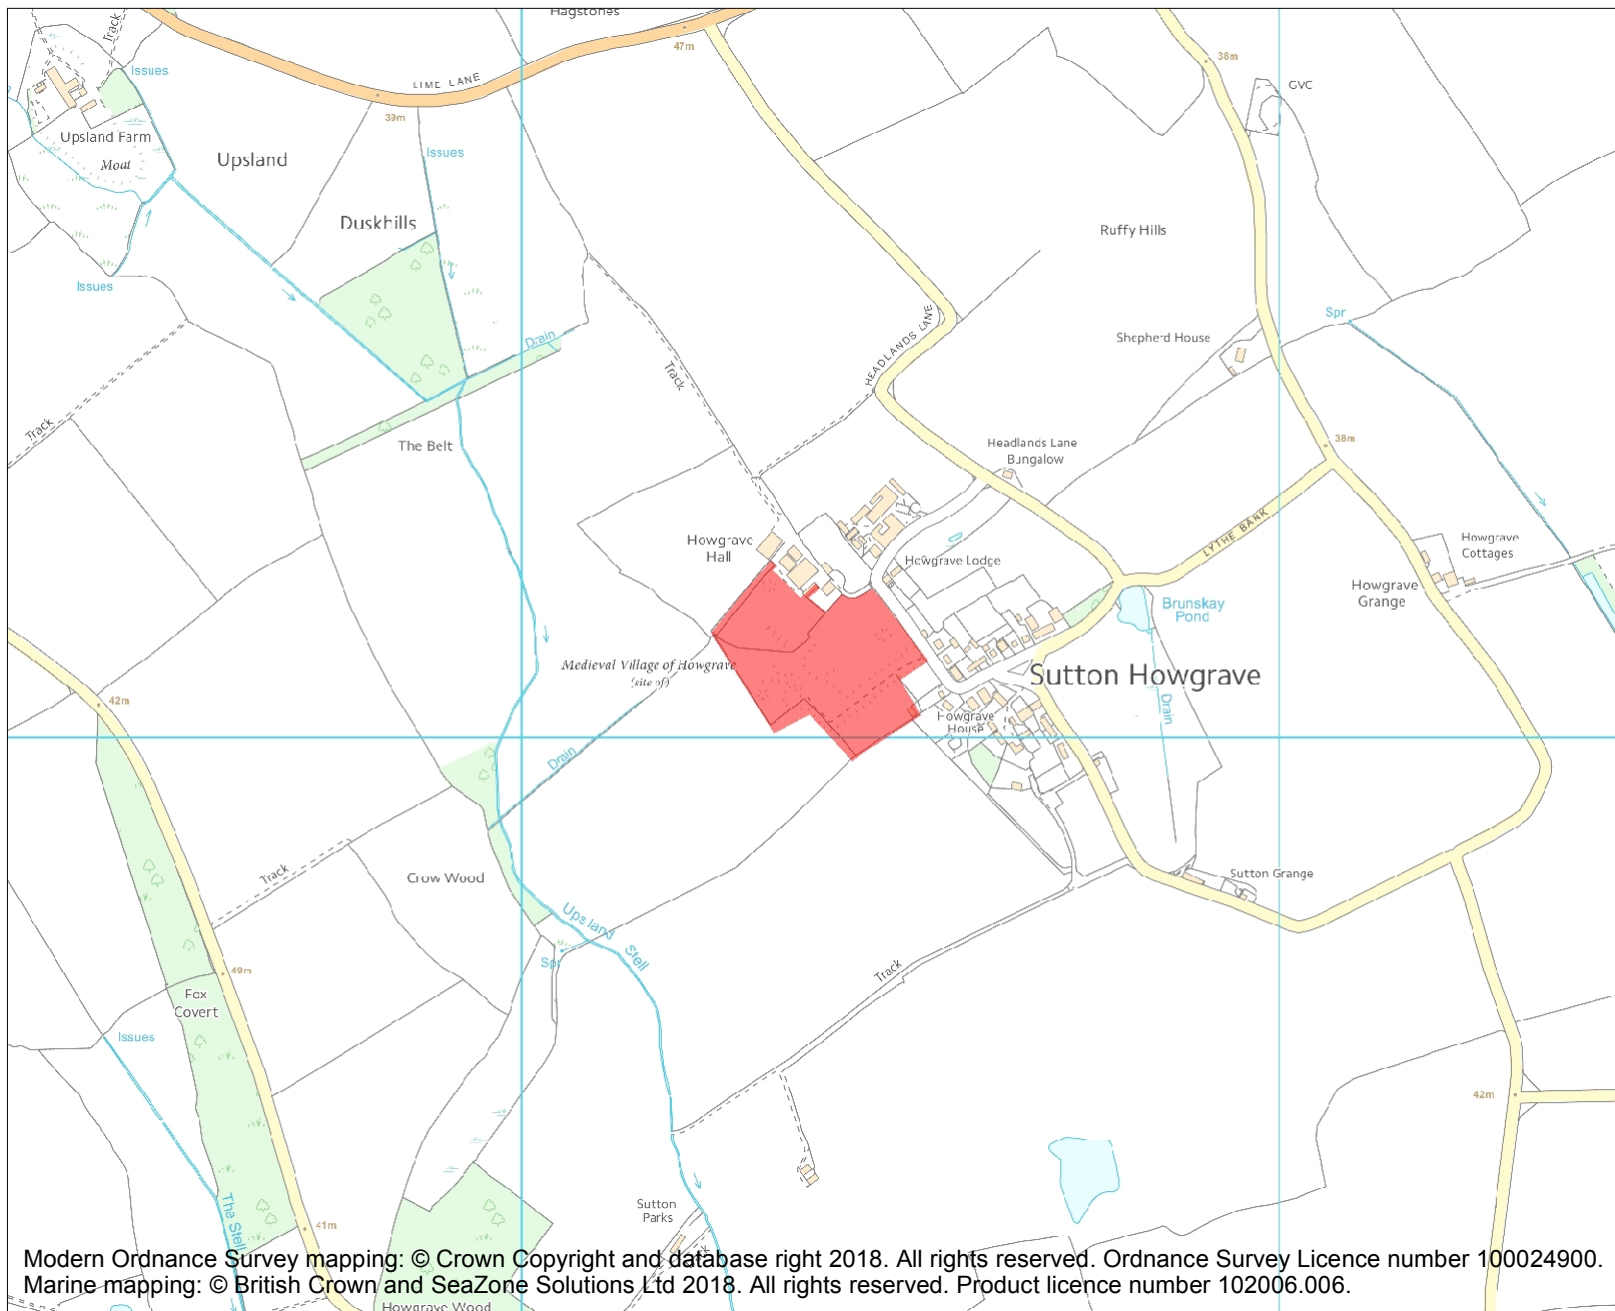 Hagstones
Track
47m
LIME LANE
38m
Issues
GVC
39m
Upsland Farm
Moat
Upsland
Issues
Duskhills
Ruffy Hills
Issues
Spr
Drain
HEADLANDS LANE
Shepherd House
Track
Track
The Belt
Headlands Lane
Bungalow
38m
LYTHE BANK
Howgrave
Hall
Howgrave Lodge
Howgrave
Cottages
Howgrave
Grange
Brunskay
Pond
Medieval Village of Howgrave
(site of)
Sutton Howgrave
42m
Drain
Howgrave
House
Drain
Track
Crow Wood
Sutton Grange
Upsland Stell
Spr
Track
49m
Fox
Covert
Issues
42m
The Stell
41m
Sutton
Parks
Modern Ordnance Survey mapping: © Crown Copyright and database right 2018. All rights reserved. Ordnance Survey Licence number 100024900.
Marine mapping: © British Crown and SeaZone Solutions Ltd 2018. All rights reserved. Product licence number 102006.006.
Howgrave Wood